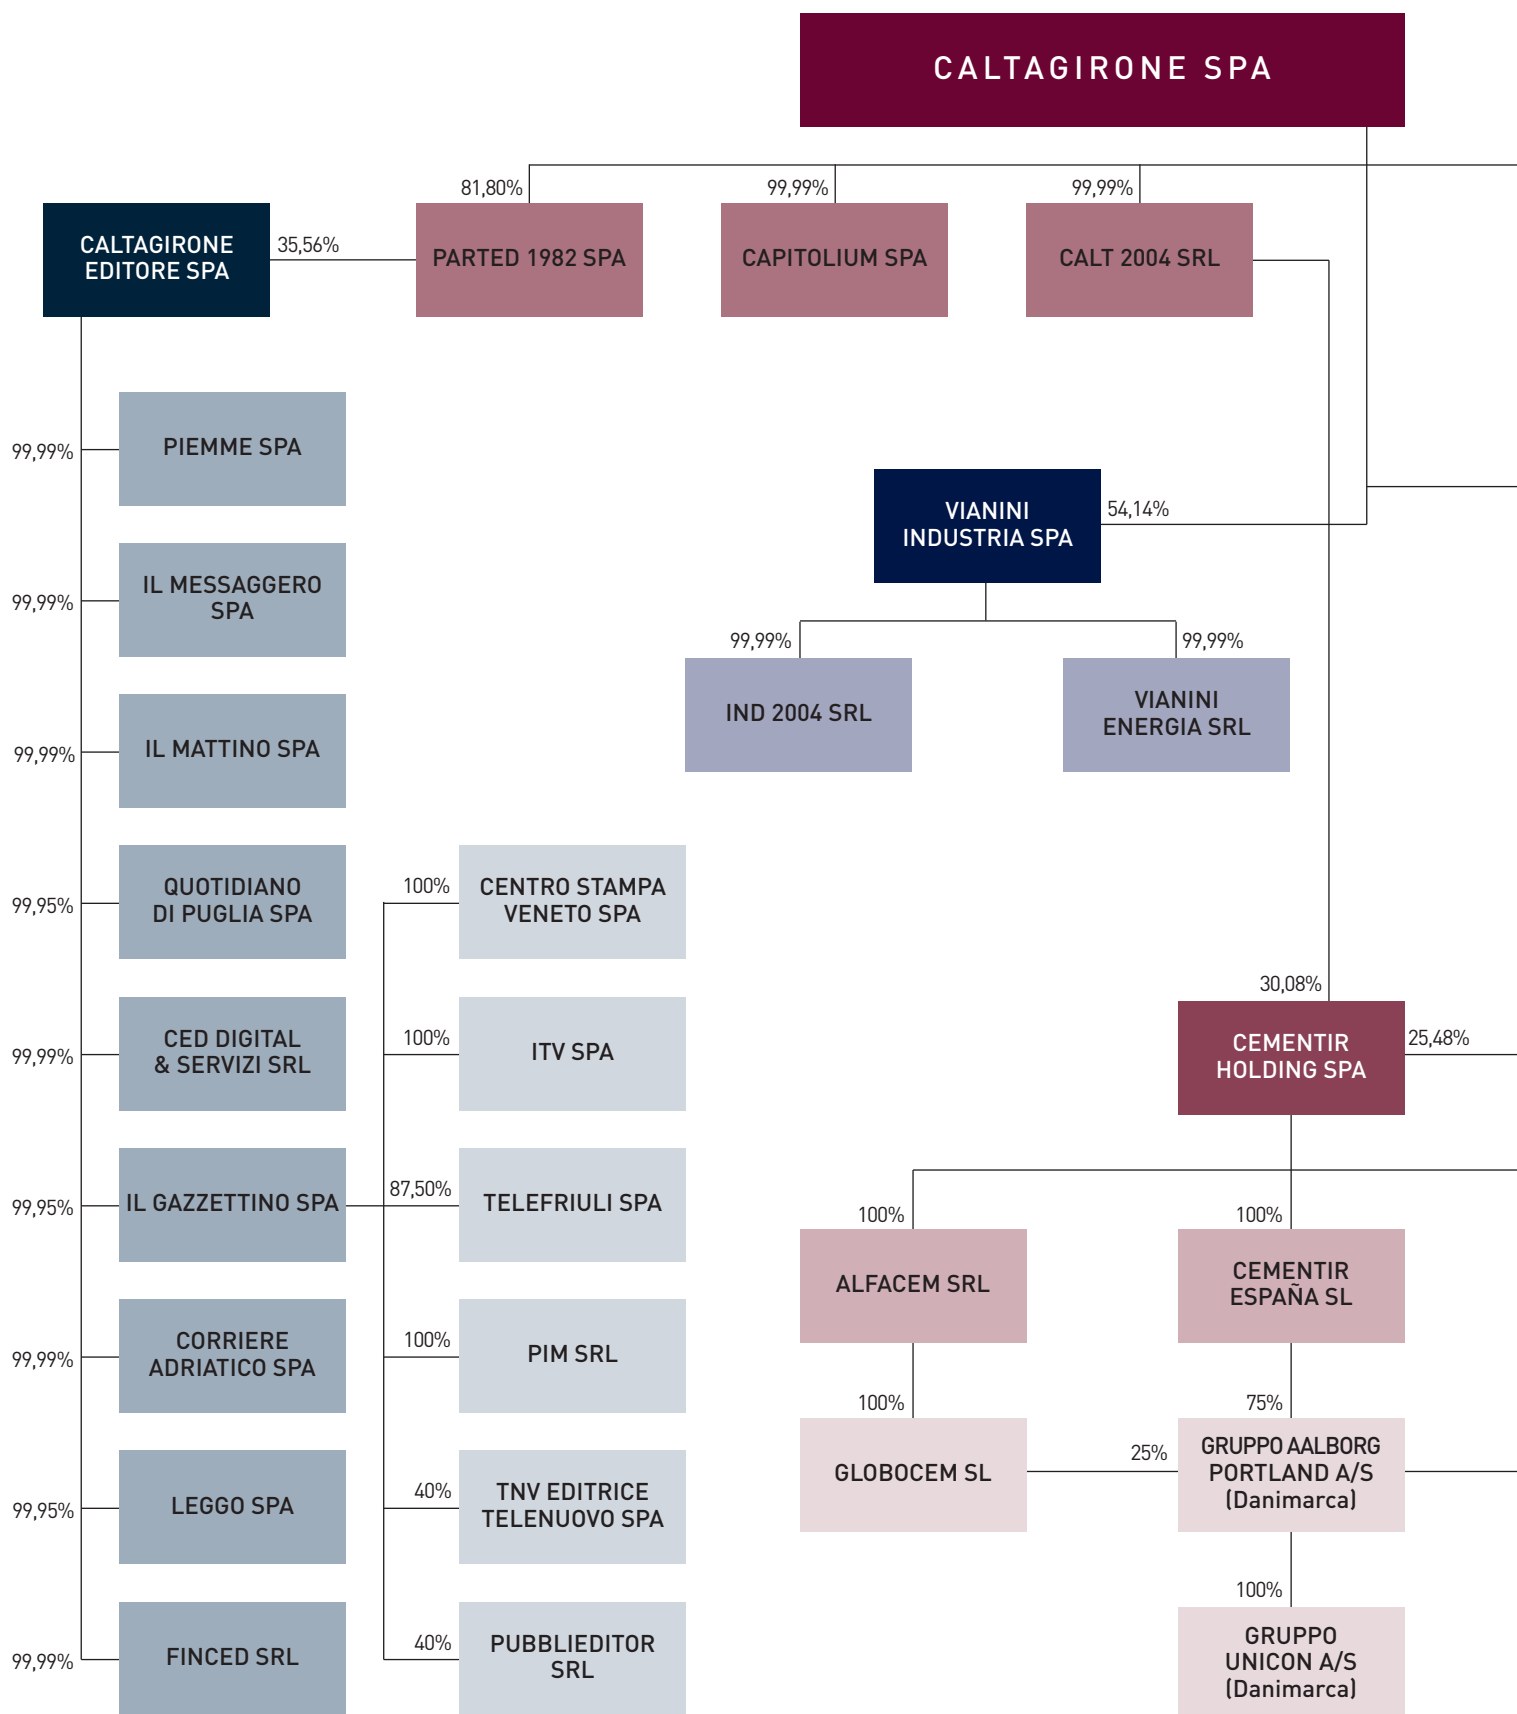 CALTAGIRONE SPA
81,80%
99,99%
99,99%
CALTAGIRONE
EDITORE SPA
35,56%
PARTED 1982 SPA
CAPITOLIUM SPA
CALT 2004 SRL
99,99%
PIEMME SPA
VIANINI
INDUSTRIA SPA
54,14%
99,99%
IL MESSAGGERO
SPA
99,99%
99,99%
IND 2004 SRL
VIANINI
ENERGIA SRL
99,99%
IL MATTINO SPA
99,95%
QUOTIDIANO
DI PUGLIA SPA
100%
CENTRO STAMPA
VENETO SPA
99,99%
CED DIGITAL
& SERVIZI SRL
100%
ITV SPA
30,08%
CEMENTIR
HOLDING SPA
25,48%
99,95%
IL GAZZETTINO SPA
87,50%
TELEFRIULI SPA
100%
100%
ALFACEM SRL
CEMENTIR
ESPAÑA SL
99,99%
CORRIERE
ADRIATICO SPA
100%
PIM SRL
100%
75%
GLOBOCEM SL
25%
GRUPPO AALBORG
PORTLAND A/S
(Danimarca)
99,95%
LEGGO SPA
40%
TNV EDITRICE
TELENUOVO SPA
100%
99,99%
FINCED SRL
40%
PUBBLIEDITOR
SRL
GRUPPO
UNICON A/S
(Danimarca)